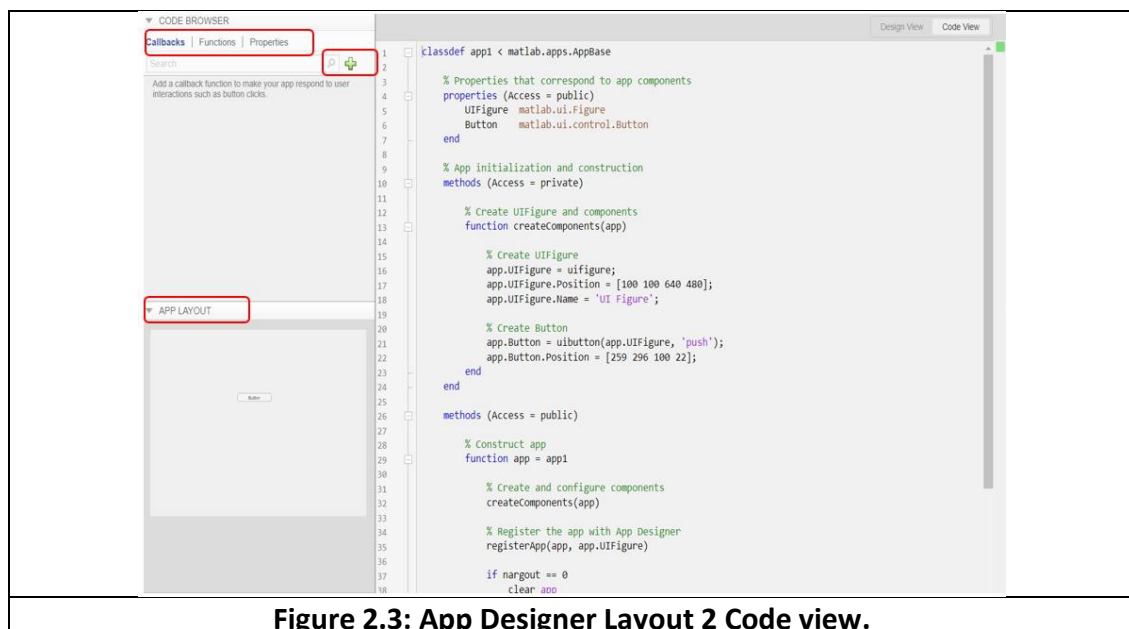 CODE BROWSER
Callbacks | Functions | Properties
Search
Add a callback function to make your app respond to user
interactions such as button clicks.
APP LAYOUT
Button
Design View Code View
1 classdef app1 < matlab.apps.AppBase
2
3 % Properties that correspond to app components
4 properties (Access = public)
5 UIFigure matlab.ui.Figure
6 Button matlab.ui.control.Button
7 end
8
9 % App initialization and construction
10 methods (Access = private)
11
12 % Create UIFigure and components
13 function createComponents(app)
14
15 % Create UIFigure
16 app.UIFigure = uifigure;
17 app.UIFigure.Position = [100 100 640 480];
18 app.UIFigure.Name = 'UI Figure';
19
20 % Create Button
21 app.Button = uibutton(app.UIFigure, 'push');
22 app.Button.Position = [259 296 100 22];
23 end
24 end
25
26 methods (Access = public)
27
28 % Construct app
29 function app = app1
30
31 % Create and configure components
32 createComponents(app)
33
34 % Register the app with App Designer
35 registerApp(app, app.UIFigure)
36
37 if nargout == 0
38 clear app
Figure 2.3: App Designer Layout 2 Code view.